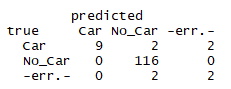 predicted
true Car No_Car -err.-
Car 9 2 2
No_Car 0 116 0
-err.- 0 2 2